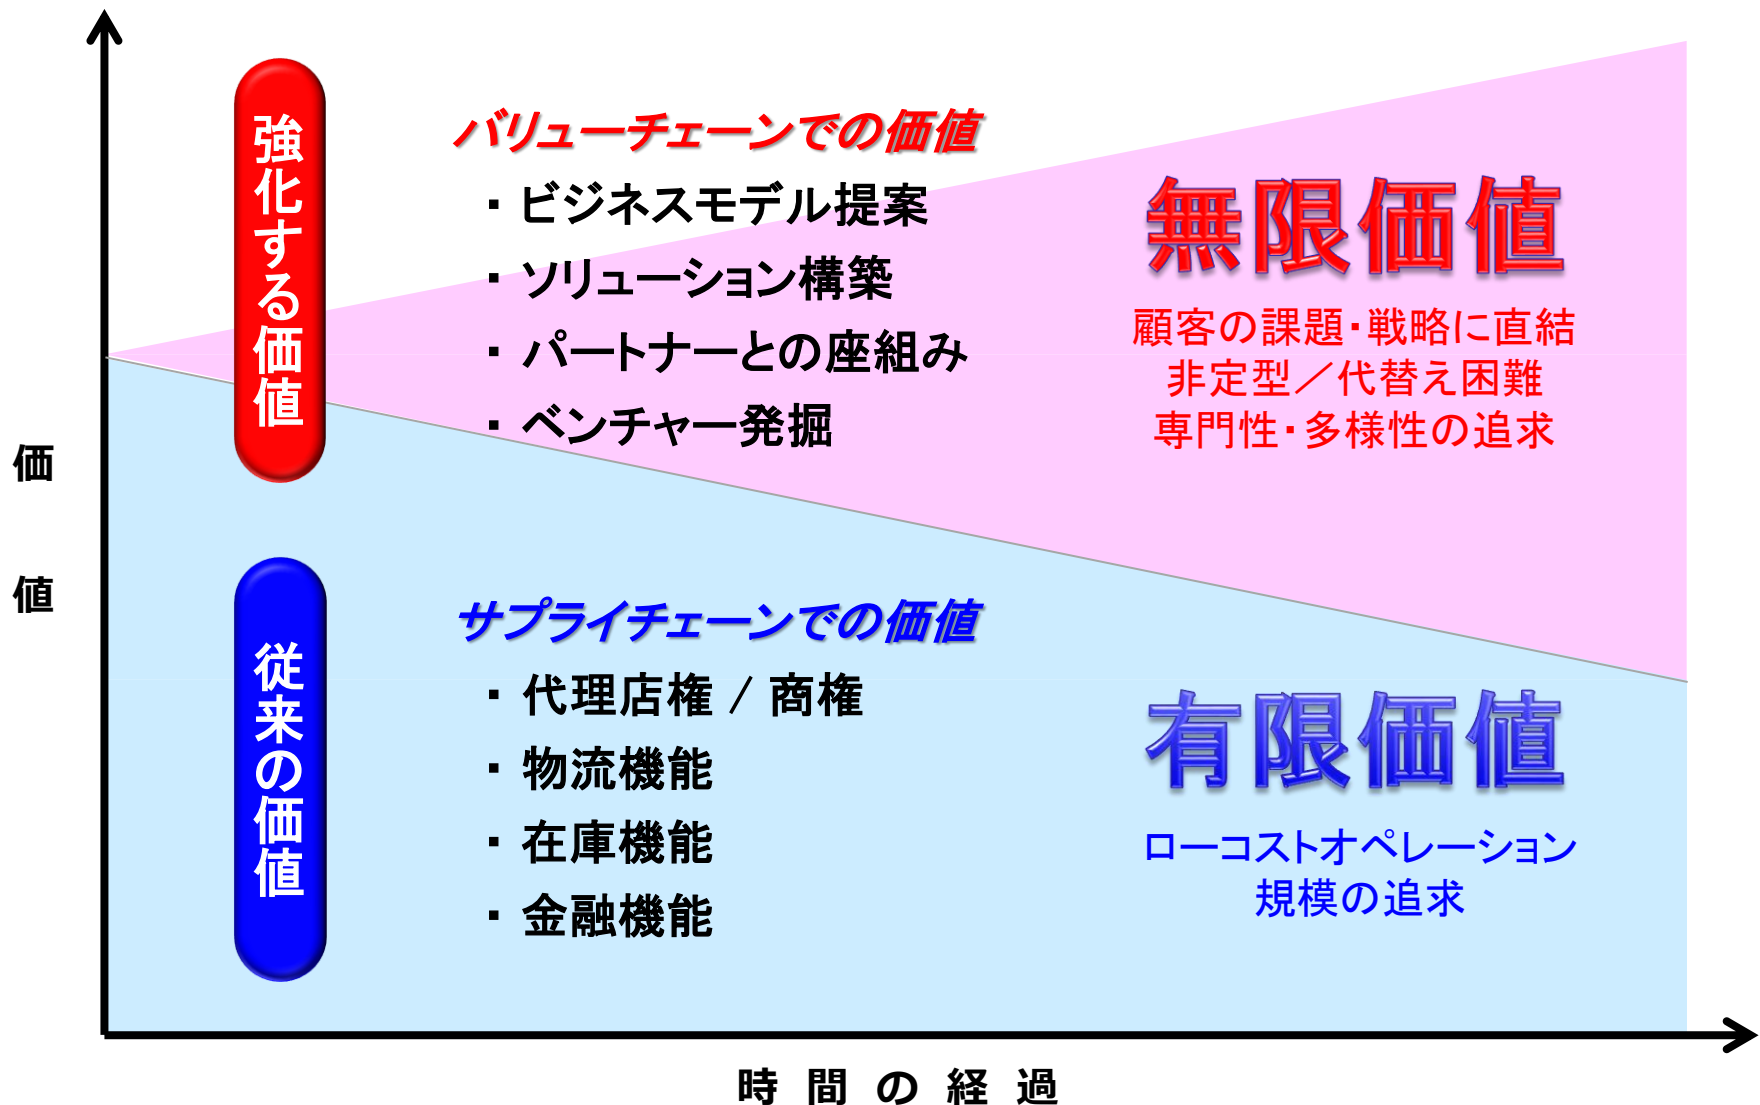 強化する価値
バリューチェーンでの価値
・ビジネスモデル提案
・ソリューション構築
・パートナーとの座組み
・ベンチャー発掘
無限価値
顧客の課題・戦略に直結
非定型／代替え困難
専門性・多様性の追求
価値
従来の価値
サプライチェーンでの価値
・代理店権 / 商権
・物流機能
・在庫機能
・金融機能
有限価値
ローコストオペレーション
規模の追求
時間の経過